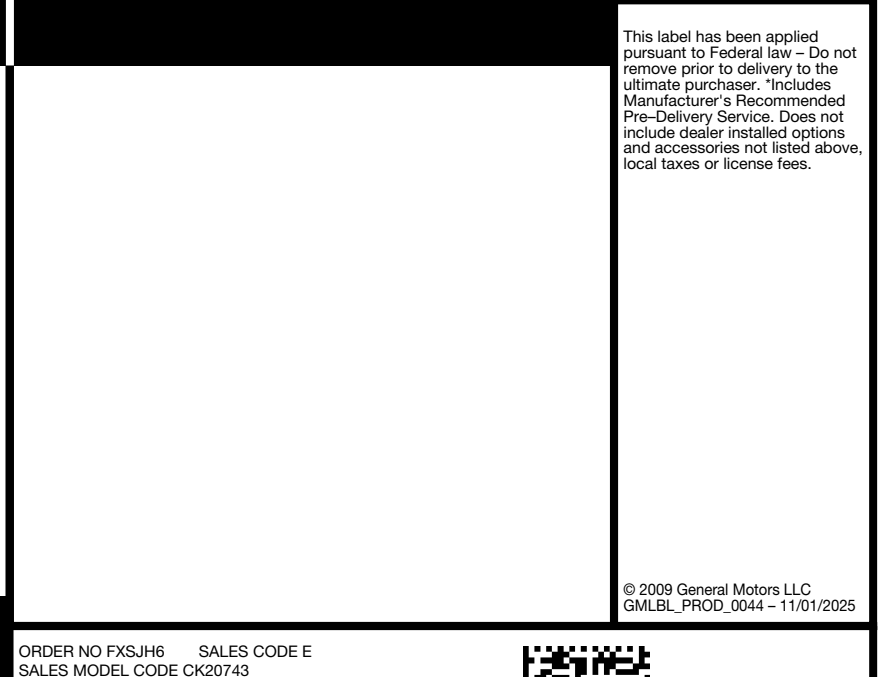 This label has been applied
pursuant to Federal law – Do not
remove prior to delivery to the
ultimate purchaser. *Includes
Manufacturer's Recommended
Pre–Delivery Service. Does not
include dealer installed options
and accessories not listed above,
local taxes or license fees.
© 2009 General Motors LLC
GMLBL_PROD_0044 – 11/01/2025
ORDER NO FXSJH6 SALES CODE E
SALES MODEL CODE CK20743